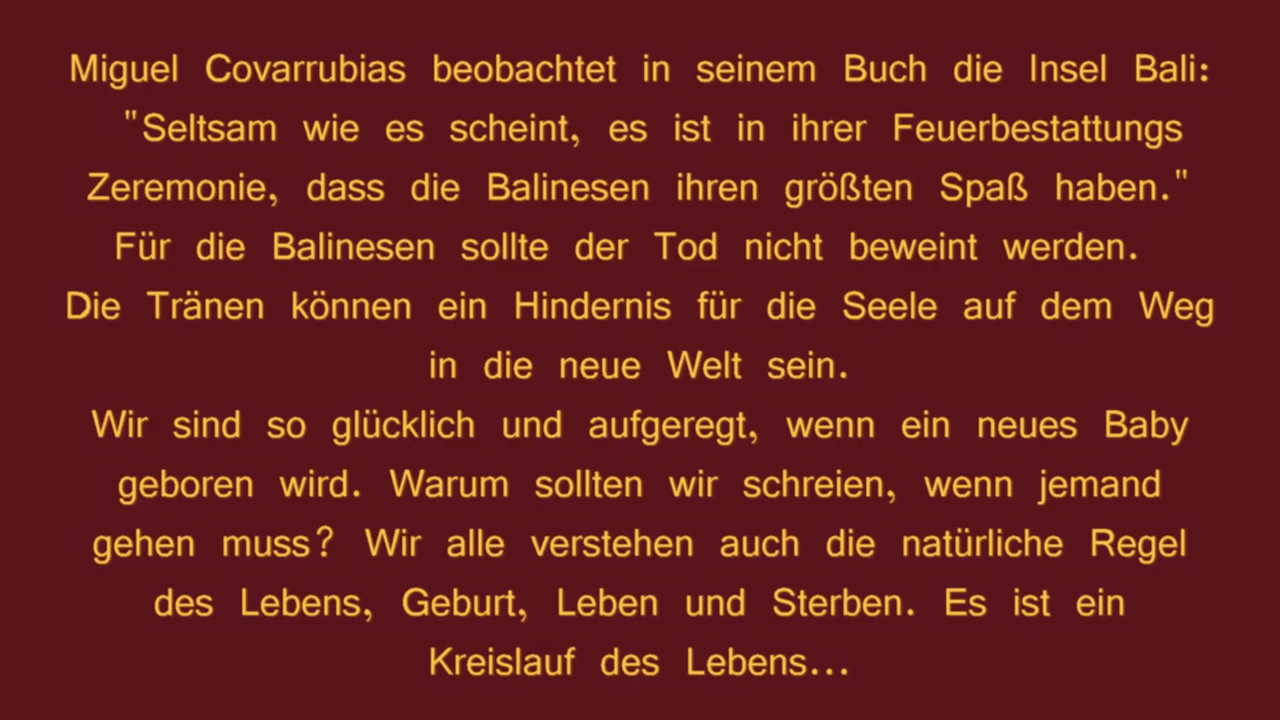 Miguel Covarrubias beobachtet in seinem Buch die Insel Bali:
"Seltsam wie es scheint, es ist in ihrer Feuerbestattungs
Zeremonie, dass die Balinesen ihren größten Spaß haben."
Für die Balinesen sollte der Tod nicht beweint werden.
Die Tränen können ein Hindernis für die Seele auf dem Weg
in die neue Welt sein.
Wir sind so glücklich und aufgeregt, wenn ein neues Baby
geboren wird. Warum sollten wir schreien, wenn jemand
gehen muss? Wir alle verstehen auch die natürliche Regel
des Lebens, Geburt, Leben und Sterben. Es ist ein
Kreislauf des Lebens...